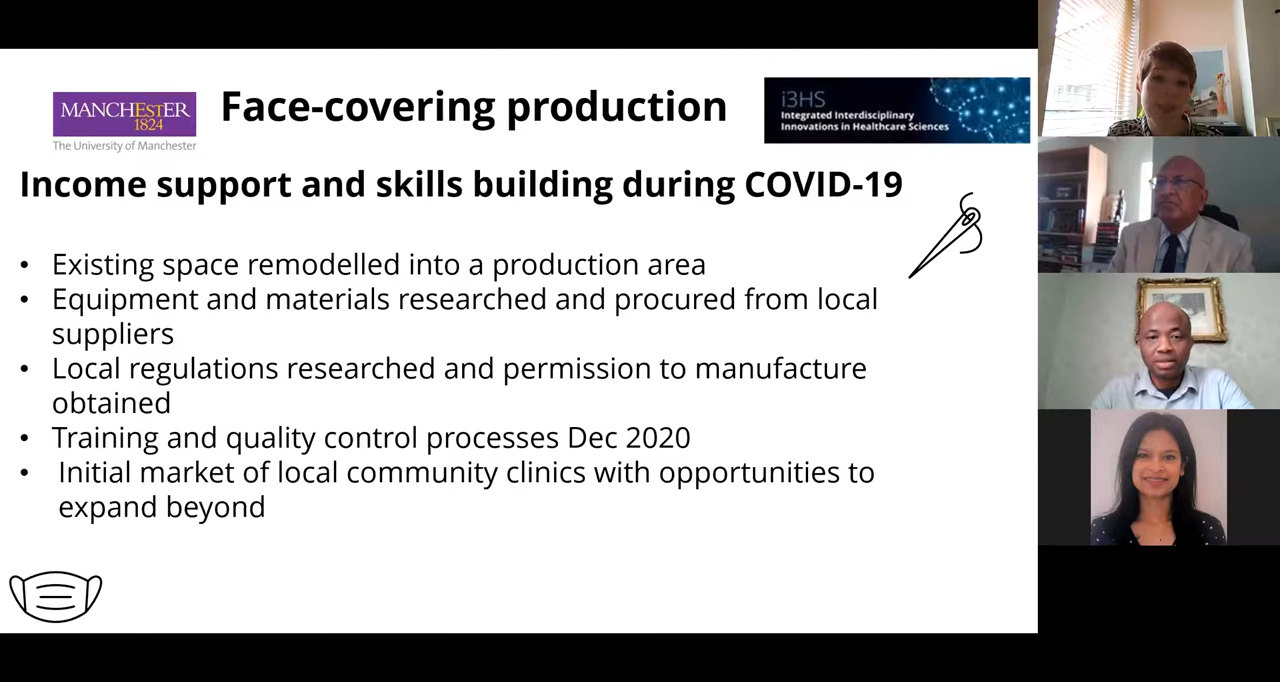 MANCHESTER
1824
The University of Manchester
Face-covering production
i3HS
Integrated Interdisciplinary
Innovations in Healthcare Sciences
Income support and skills building during COVID-19
• Existing space remodelled into a production area
• Equipment and materials researched and procured from local
suppliers
• Local regulations researched and permission to manufacture
obtained
• Training and quality control processes Dec 2020
• Initial market of local community clinics with opportunities to
expand beyond